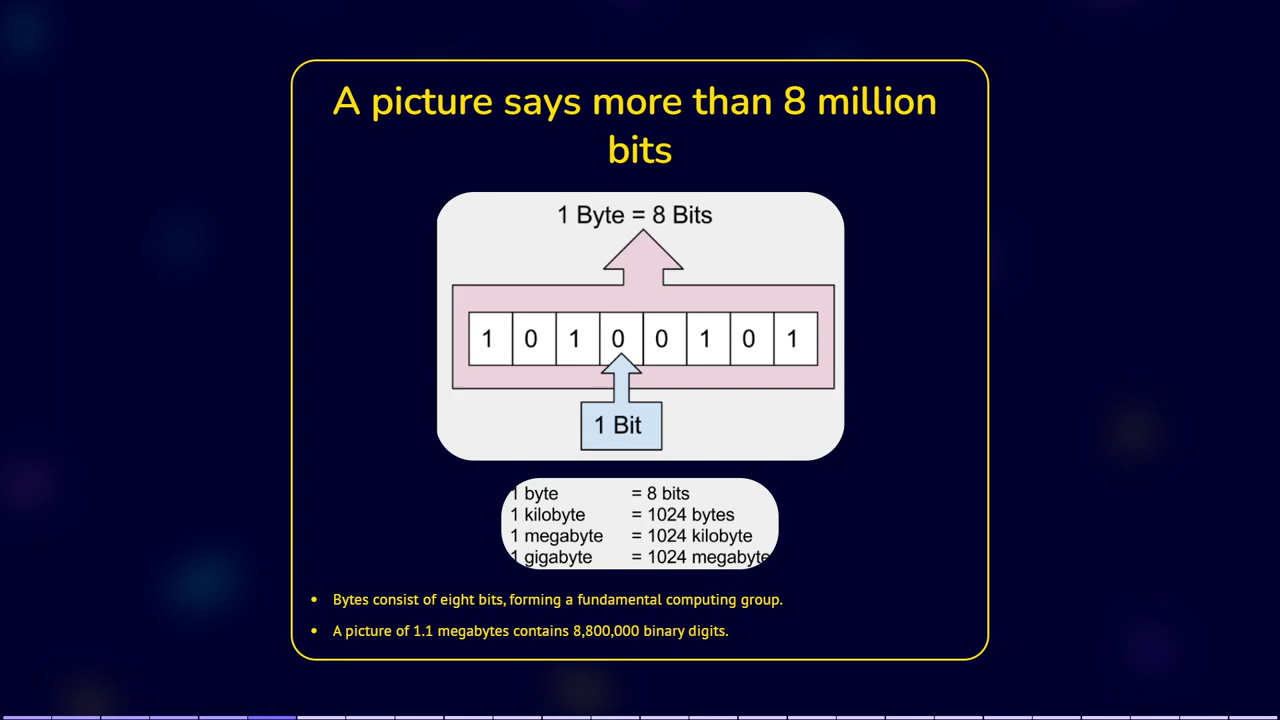 A picture says more than 8 million
bits
1 Byte = 8 Bits
1 0 1 0 0 1 0 1
1 Bit
1 byte = 8 bits
1 kilobyte = 1024 bytes
1 megabyte = 1024 kilobyte
1 gigabyte = 1024 megabyte
• Bytes consist of eight bits, forming a fundamental computing group.
• A picture of 1.1 megabytes contains 8,800,000 binary digits.